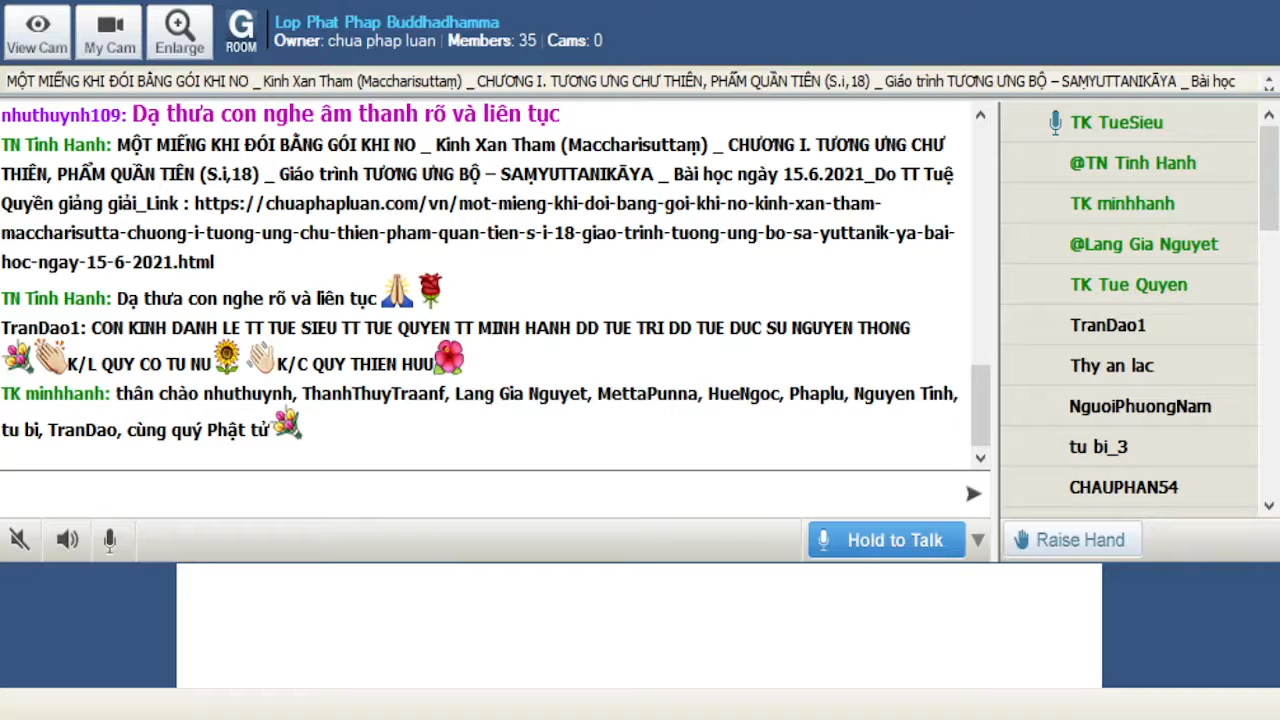 View Cam
My Cam
Enlarge
G
ROOM
Lop Phat Phap Buddhadhamma
Owner: chua phap luan | Members: 35 | Cams: 0
MỘT MIẾNG KHI ĐÓI BẰNG GÓI KHI NO _ Kinh Xan Tham (Maccharisuttaṃ) _ CHƯƠNG I. TƯƠNG ƯNG CHƯ THIÊN, PHẨM QUẦN TIÊN (S.i,18) _ Giáo trình TƯƠNG ƯNG BỘ – SAṂYUTTANIKĀYA _ Bài học
nhuthuynh109: Dạ thưa con nghe âm thanh rõ và liên tục
TN Tinh Hanh: MỘT MIẾNG KHI ĐÓI BẰNG GÓI KHI NO _ Kinh Xan Tham (Maccharisuttaṃ) _ CHƯƠNG I. TƯƠNG ƯNG CHƯ
THIÊN, PHẨM QUẦN TIÊN (S.i,18) _ Giáo trình TƯƠNG ƯNG BỘ – SAṂYUTTANIKĀYA _ Bài học ngày 15.6.2021_Do TT Tuệ
Quyền giảng giải_Link : https://chuaphapluan.com/vn/mot-mieng-khi-doi-bang-goi-khi-no-kinh-xan-tham-
maccharisutta-chuong-i-tuong-ung-chu-thien-pham-quan-tien-s-i-18-giao-trinh-tuong-ung-bo-sa-yuttanik-ya-bai-
hoc-ngay-15-6-2021.html
TN Tinh Hanh: Dạ thưa con nghe rõ và liên tục
TranDao1: CON KINH DANH LE TT TUE SIEU TT TUE QUYEN TT MINH HANH DD TUE TRI DD TUE DUC SU NGUYEN THONG
K/L QUY CO TU NU K/C QUY THIEN HUU
TK minhhanh: thân chào nhuthuynh, ThanhThuyTraanf, Lang Gia Nguyet, MettaPunna, HueNgoc, Phaplu, Nguyen Tinh,
tu bi, TranDao, cùng quý Phật tử
TK TueSieu
@TN Tinh Hanh
TK minhhanh
@Lang Gia Nguyet
TK Tue Quyen
TranDao1
Thy an lac
NguoiPhuongNam
tu bi_3
CHAUPHAN54
Hold to Talk
Raise Hand